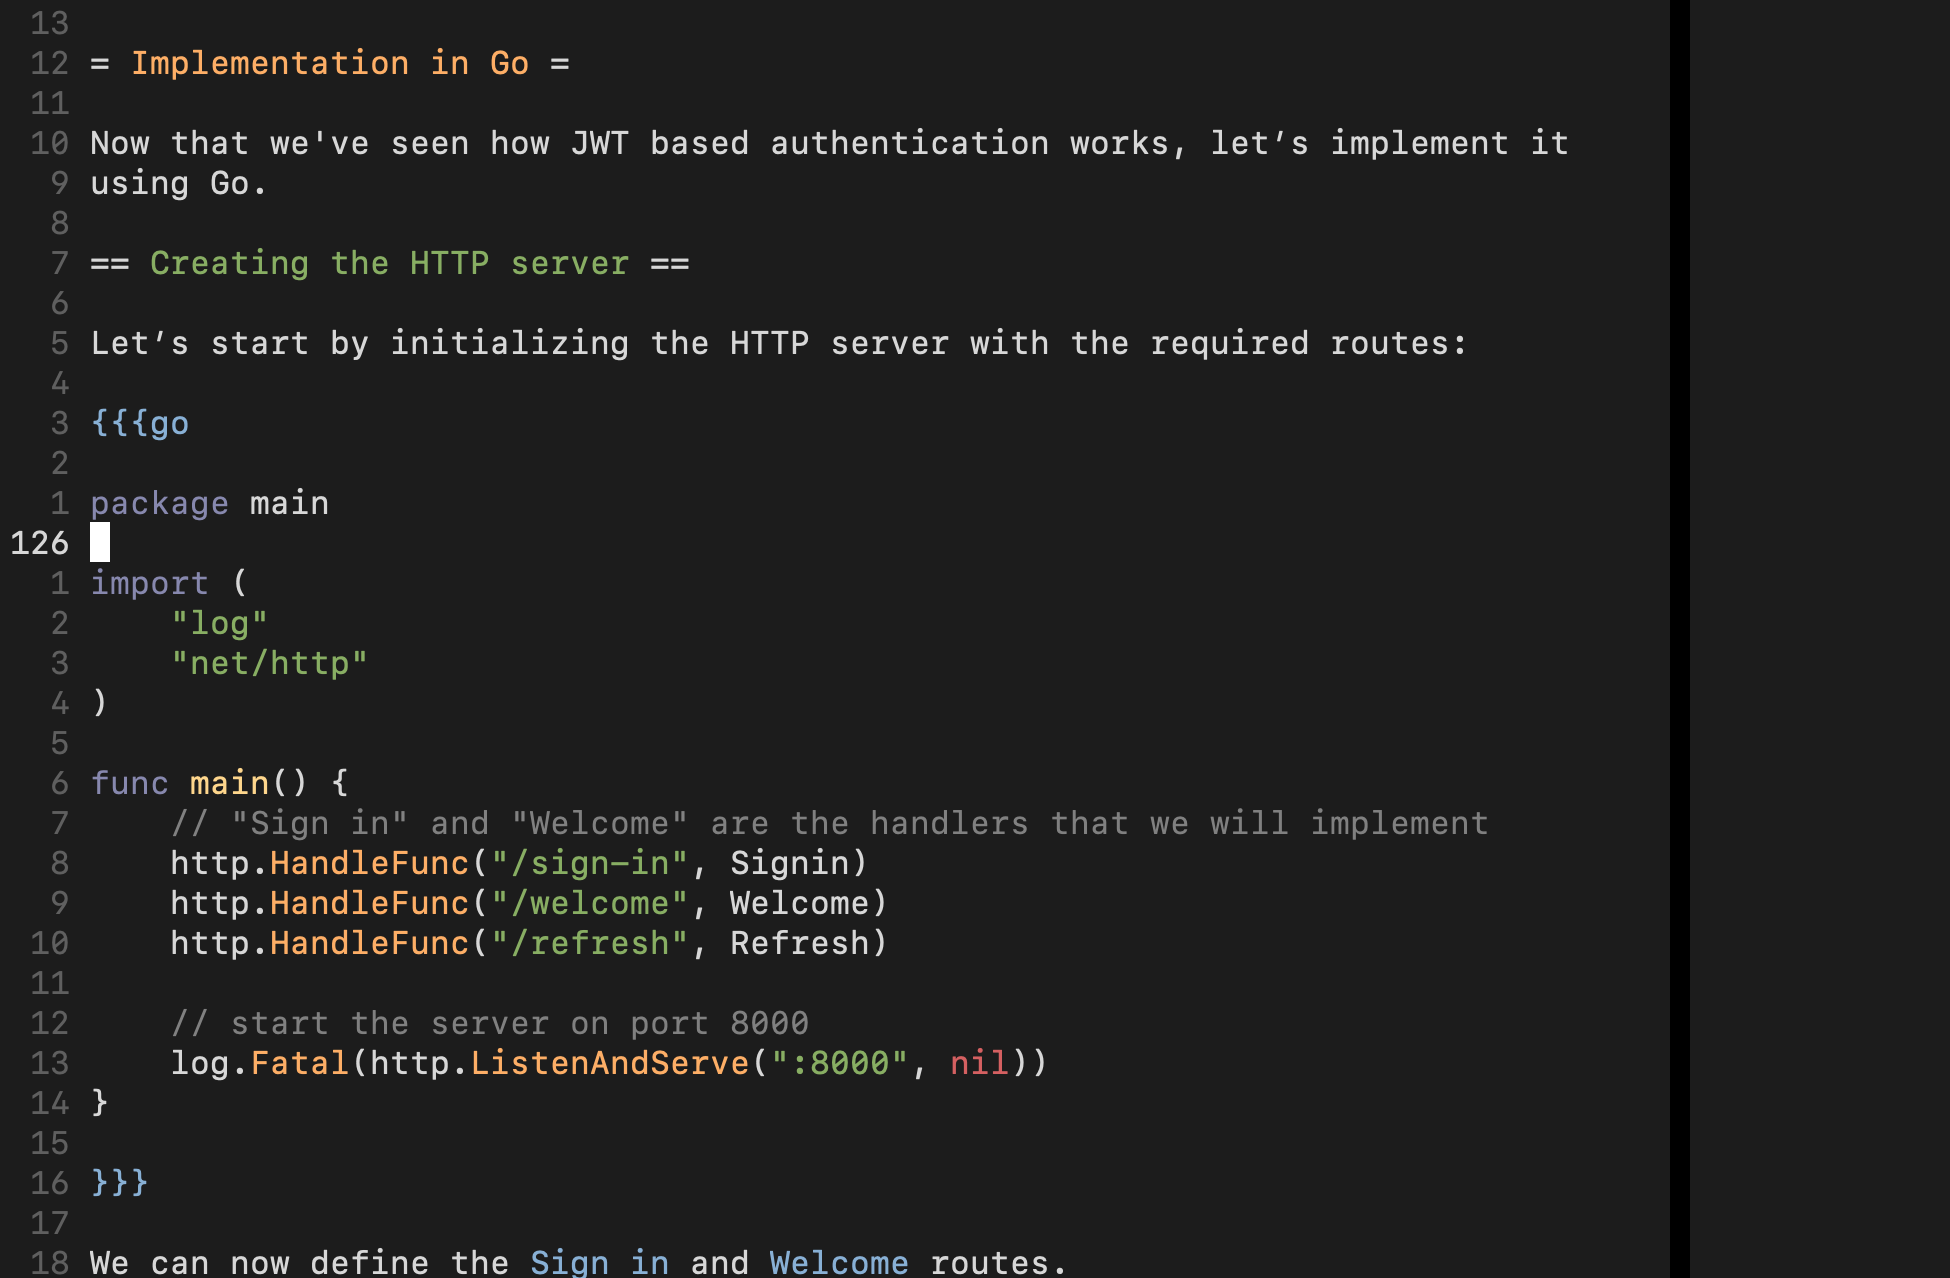 13
12 = Implementation in Go =
11
10 Now that we've seen how JWT based authentication works, let’s implement it
9 using Go.
8
7 == Creating the HTTP server ==
6
5 Let’s start by initializing the HTTP server with the required routes:
4
3 {{{go
2
1 package main
126
1 import (
2     "log"
3     "net/http"
4 )
5
6 func main() {
7     // "Sign in" and "Welcome" are the handlers that we will implement
8     http.HandleFunc("/sign-in", Signin)
9     http.HandleFunc("/welcome", Welcome)
10     http.HandleFunc("/refresh", Refresh)
11
12     // start the server on port 8000
13     log.Fatal(http.ListenAndServe(":8000", nil))
14 }
15
16 }}}
17
18 We can now define the Sign in and Welcome routes.